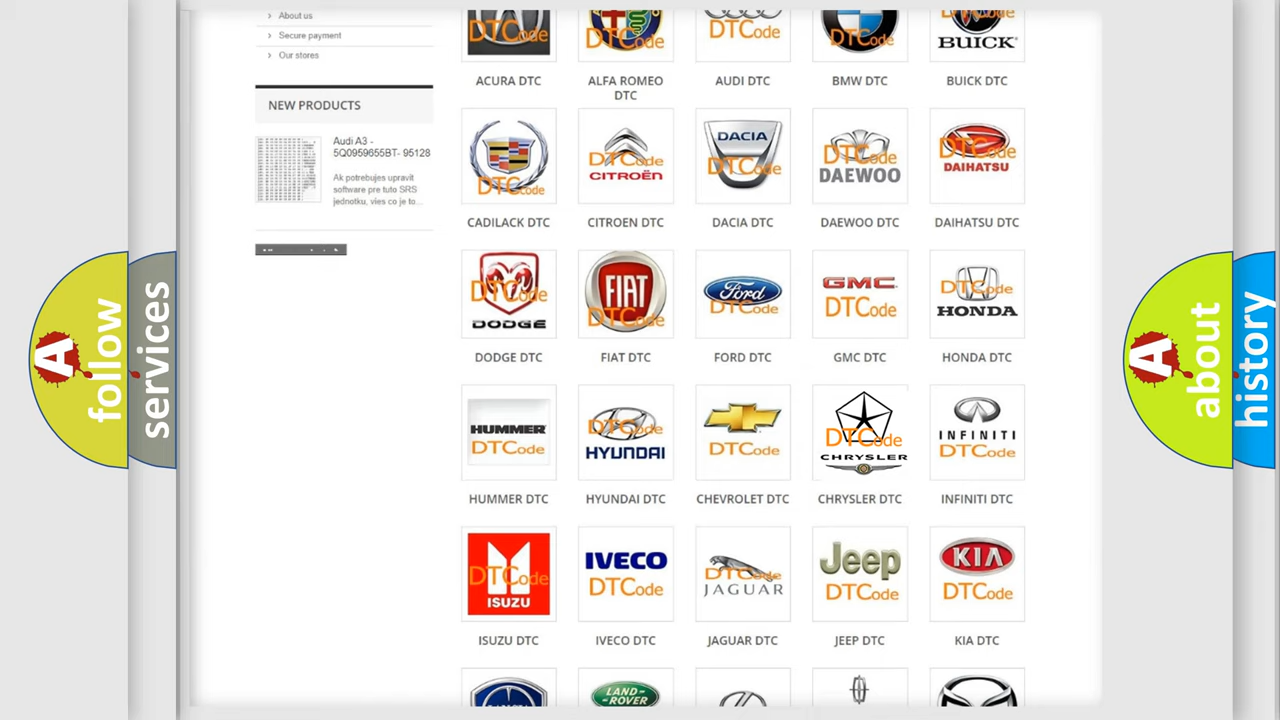 About us
Secure payment
Our stores
NEW PRODUCTS
Audi A3 -
5Q0959655BT- 95128
Ak potrebujes upravit
software pre tuto SRS
jednotku, vies co je to...
DTCode
DTCode
DTCode
DTCode
BUICK
ACURA DTC
ALFA ROMEO
DTC
AUDI DTC
BMW DTC
BUICK DTC
DTCode
DTCode
CITROËN
DACIA
DTCode
DTCode
DAEWOO
DTCode
DAIHATSU
CADILACK DTC
CITROEN DTC
DACIA DTC
DAEWOO DTC
DAIHATSU DTC
DTCode
DODGE
FIAT
DTCode
Ford
DTCode
GMC
DTCode
DTCode
HONDA
DODGE DTC
FIAT DTC
FORD DTC
GMC DTC
HONDA DTC
HUMMER
DTCode
DTCode
HYUNDAI
DTCode
DTCode
CHRYSLER
INFINITI
DTCode
HUMMER DTC
HYUNDAI DTC
CHEVROLET DTC
CHRYSLER DTC
INFINITI DTC
DTCode
ISUZU
IVECO
DTCode
DTCode
JAGUAR
Jeep
DTCode
KIA
DTCode
ISUZU DTC
IVECO DTC
JAGUAR DTC
JEEP DTC
KIA DTC
LAND-
ROVER
A
follow
services
A
about
history